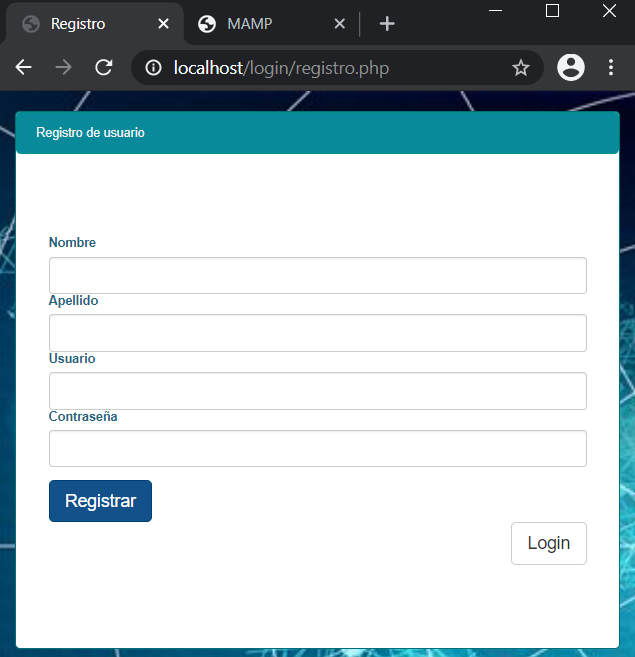 Registro
MAMP
localhost/login/registro.php
Registro de usuario
Nombre
Apellido
Usuario
Contraseña
Registrar
Login